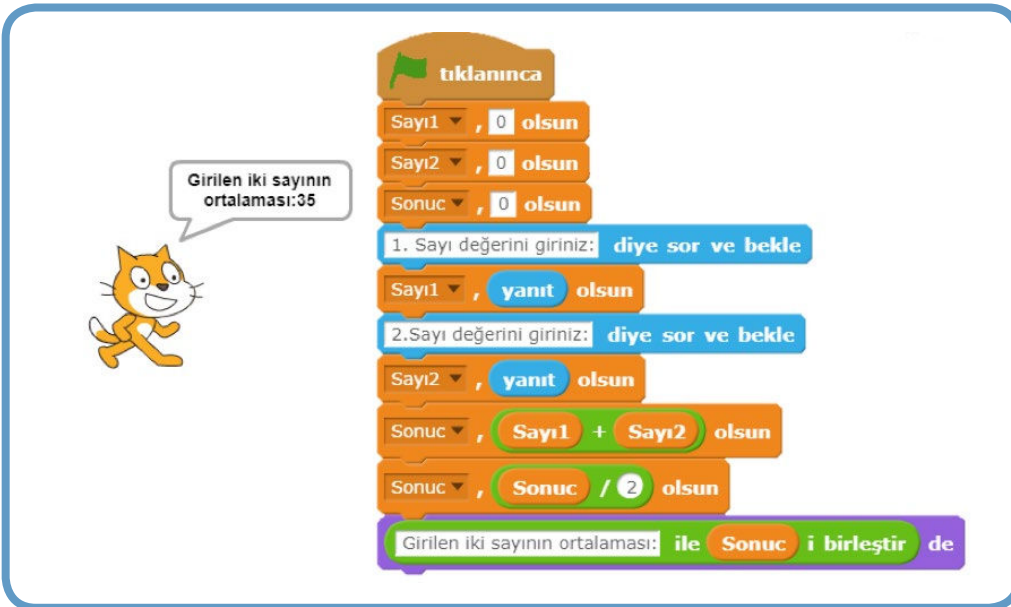 tıklanınca
Sayı1 , 0 olsun
Sayı2 , 0 olsun
Sonuc , 0 olsun
Girilen iki sayının
ortalaması:35
1. Sayı değerini giriniz: diye sor ve bekle
Sayı1 , yanıt olsun
2.Sayı değerini giriniz: diye sor ve bekle
Sayı2 , yanıt olsun
Sonuc , Sayı1 + Sayı2 olsun
Sonuc , Sonuc / 2 olsun
Girilen iki sayının ortalaması: ile Sonuc i birleştir de